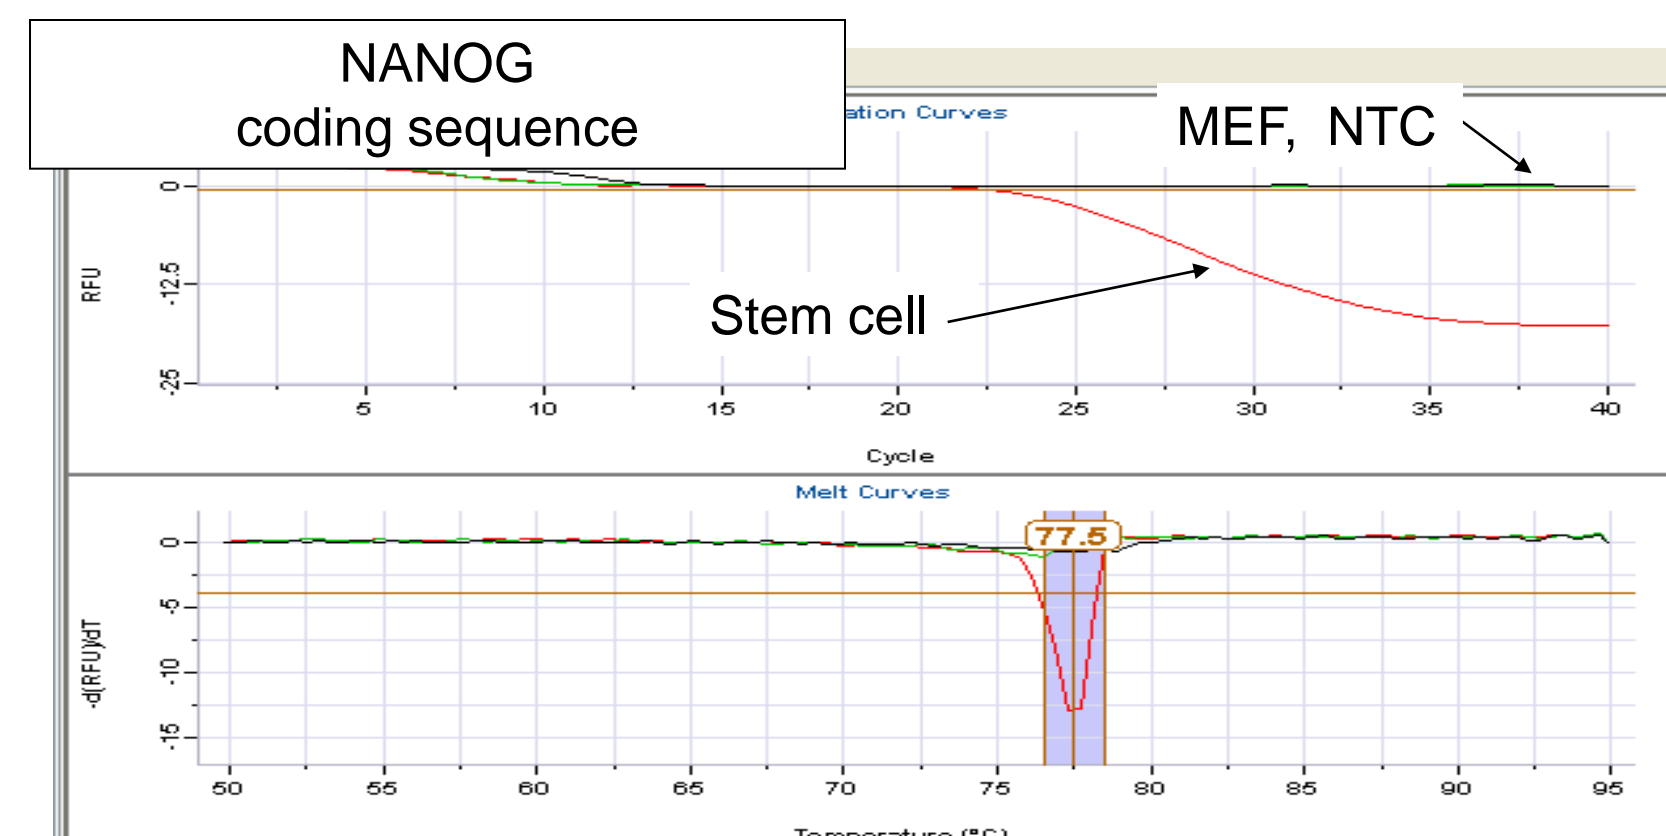 NANOG
coding sequence
ation Curves
MEF, NTC
0
-12.5
-25
RFU
Stem cell
5 10 15 20 25 30 35 40
Cycle
Melt Curves
77.5
0
-5
-10
-15
-d(RFU)/dT
50 55 60 65 70 75 80 85 90 95
Temperature (°C)